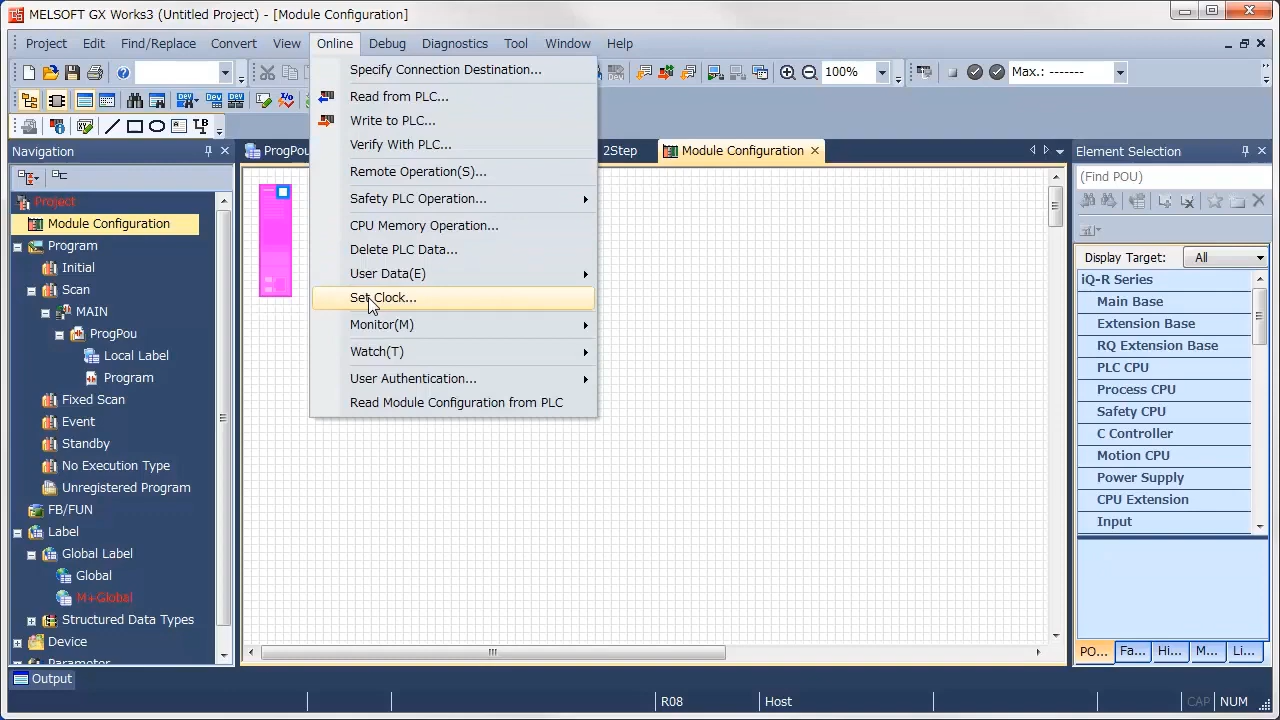 MELSOFT GX Works3 (Untitled Project) - [Module Configuration]
Project Edit Find/Replace Convert View Online Debug Diagnostics Tool Window Help
100%
Max.: -------
Navigation
Project
Module Configuration
Program
Initial
Scan
MAIN
ProgPou
Local Label
Program
Fixed Scan
Event
Standby
No Execution Type
Unregistered Program
FB/FUN
Label
Global Label
Global
M+Global
Structured Data Types
Device
Parameter
ProgPou
2Step
Module Configuration
Specify Connection Destination...
Read from PLC...
Write to PLC...
Verify With PLC...
Remote Operation(S)...
Safety PLC Operation...
CPU Memory Operation...
Delete PLC Data...
User Data(E)
Set Clock...
Monitor(M)
Watch(T)
User Authentication...
Read Module Configuration from PLC
Element Selection
(Find POU)
Display Target: All
iQ-R Series
Main Base
Extension Base
RQ Extension Base
PLC CPU
Process CPU
Safety CPU
C Controller
Motion CPU
Power Supply
CPU Extension
Input
PO... Fa... Hi... M... Li...
Output
R08 Host CAP NUM